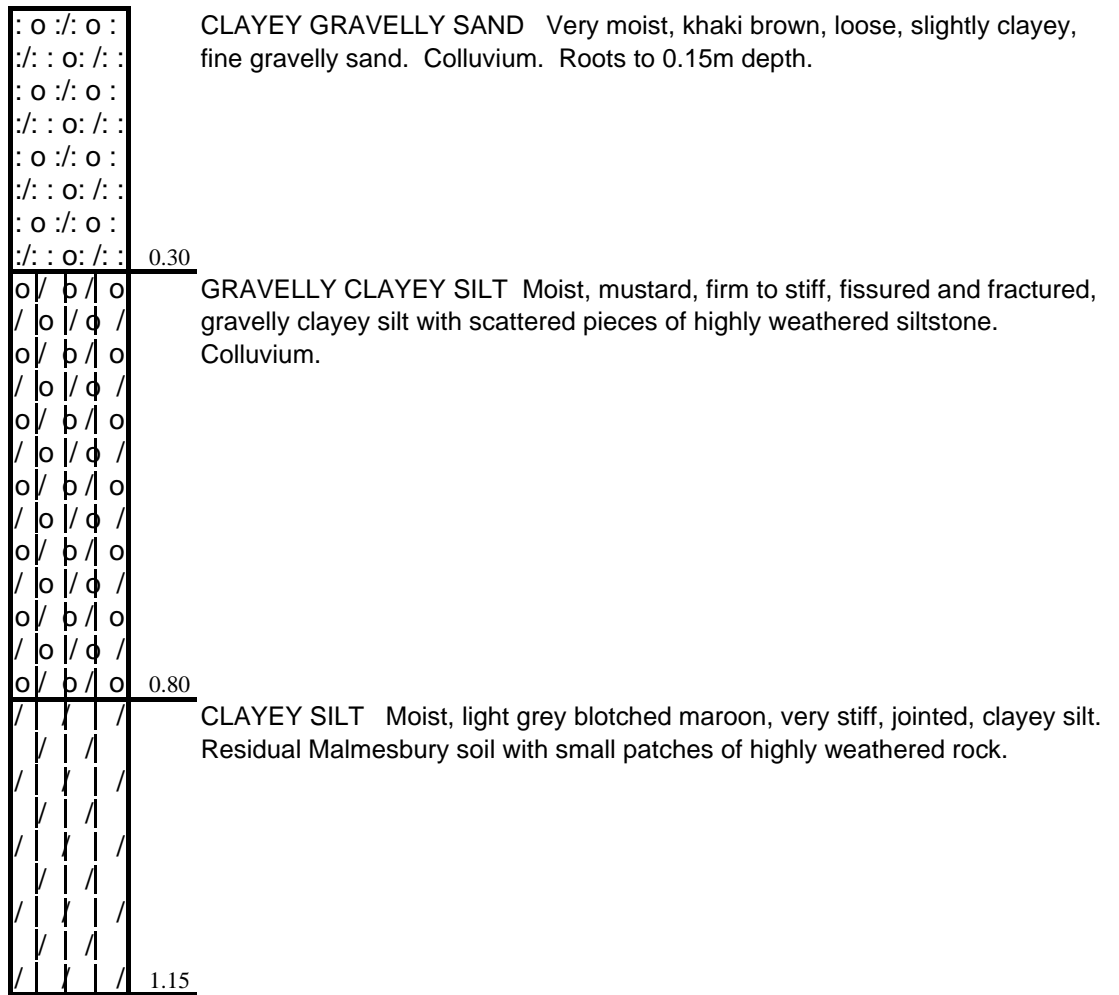 CLAYEY GRAVELLY SAND Very moist, khaki brown, loose, slightly clayey,
fine gravelly sand. Colluvium. Roots to 0.15m depth.
0.30
GRAVELLY CLAYEY SILT Moist, mustard, firm to stiff, fissured and fractured,
gravelly clayey silt with scattered pieces of highly weathered siltstone.
Colluvium.
0.80
CLAYEY SILT Moist, light grey blotched maroon, very stiff, jointed, clayey silt.
Residual Malmesbury soil with small patches of highly weathered rock.
1.15